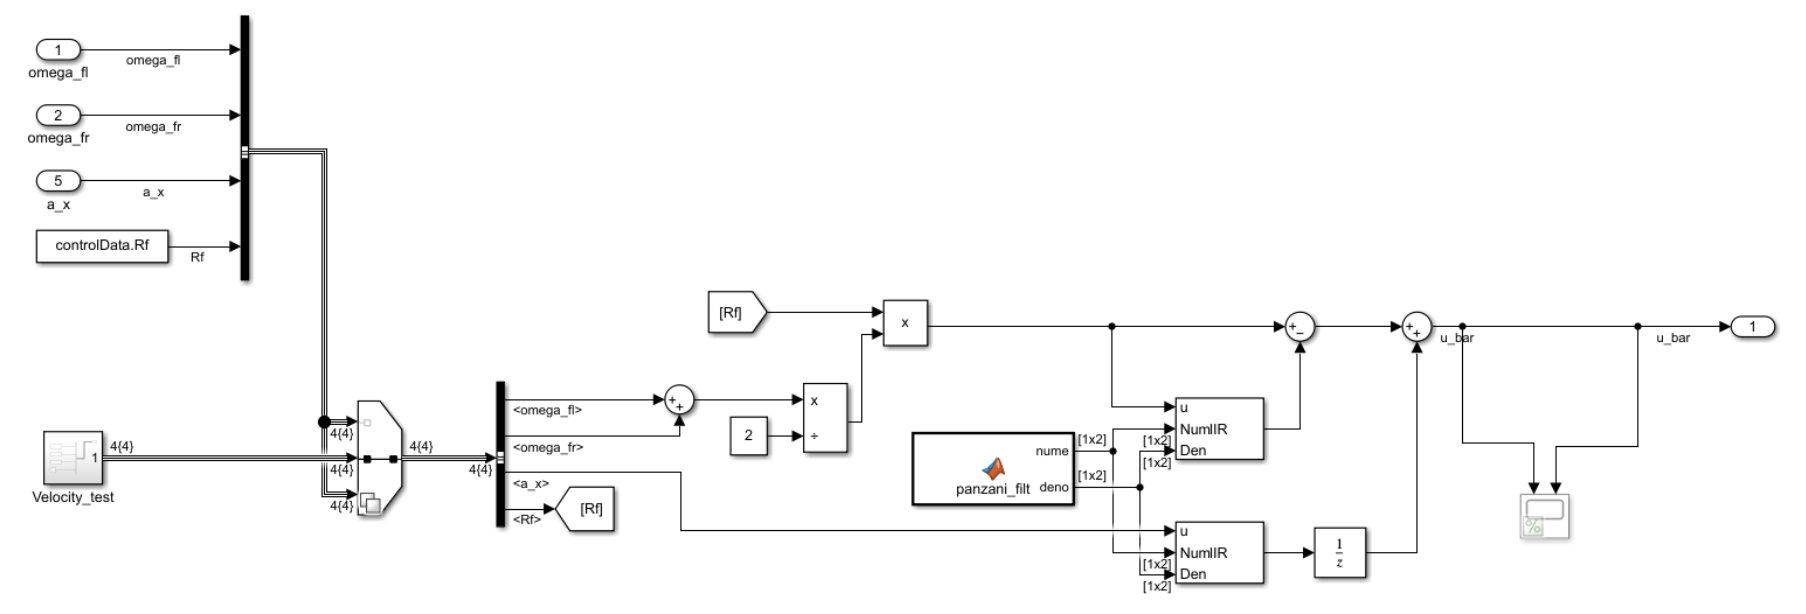 1
omega_fl
omega_fl
2
omega_fr
omega_fr
5
a_x
a_x
controlData.Rf
Rf
1
Velocity_test
4{4}
4{4}
4{4}
4{4}
4{4}
4{4}
<omega_fl>
<omega_fr>
<a_x>
<Rf>
[Rf]
+
+
2
x
÷
[Rf]
x
nume
deno
panzani_filt
[1x2]
[1x2]
u
NumIIR
Den
[1x2]
[1x2]
u
NumIIR
Den
[1x2]
[1x2]
1
z
+
−
+
+
u_bar
u_bar
1
%